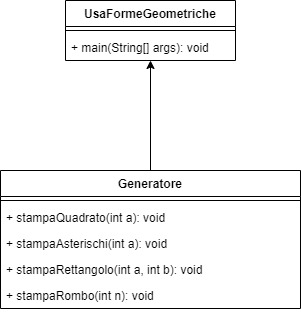 UsaFormeGeometriche
+ main(String[] args): void
Generatore
+ stampaQuadrato(int a): void
+ stampaAsterischi(int a): void
+ stampaRettangolo(int a, int b): void
+ stampaRombo(int n): void